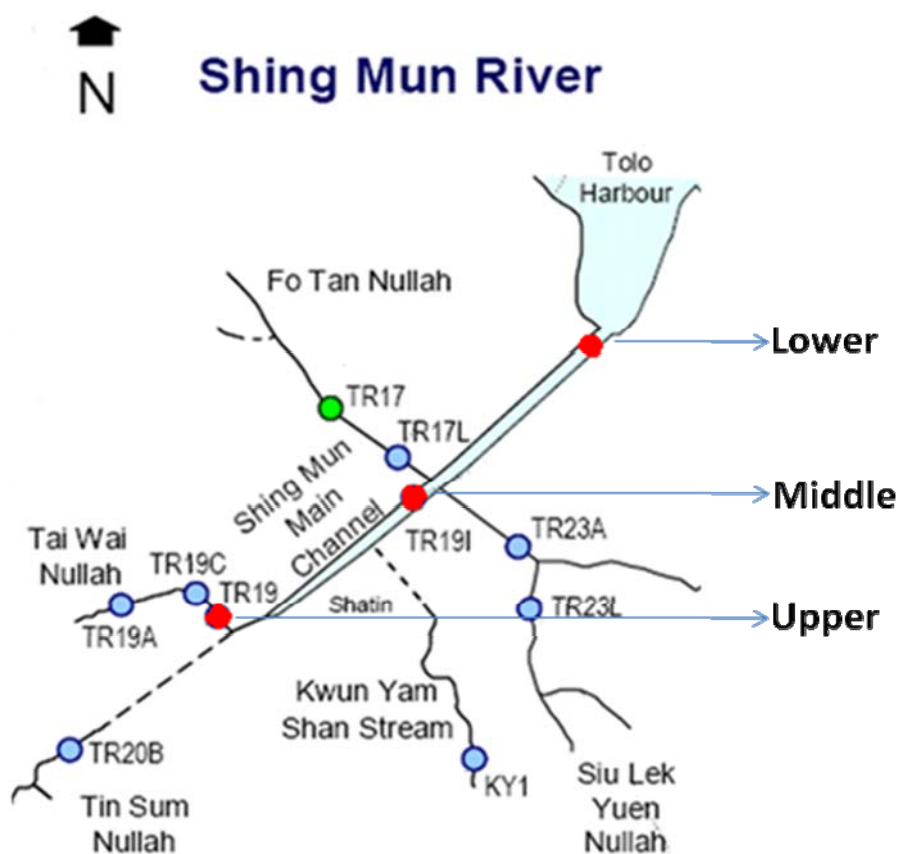 N
Shing Mun River
Tolo
Harbour
Fo Tan Nullah
Lower
TR17
TR17L
Shing Mun
Main
Channel
Middle
TR19I
TR23A
Tai Wai
Nullah
TR19C
TR19
TR19A
Shatin
TR23L
Upper
Kwun Yam
Shan Stream
TR20B
KY1
Tin Sum
Nullah
Siu Lek
Yuen
Nullah